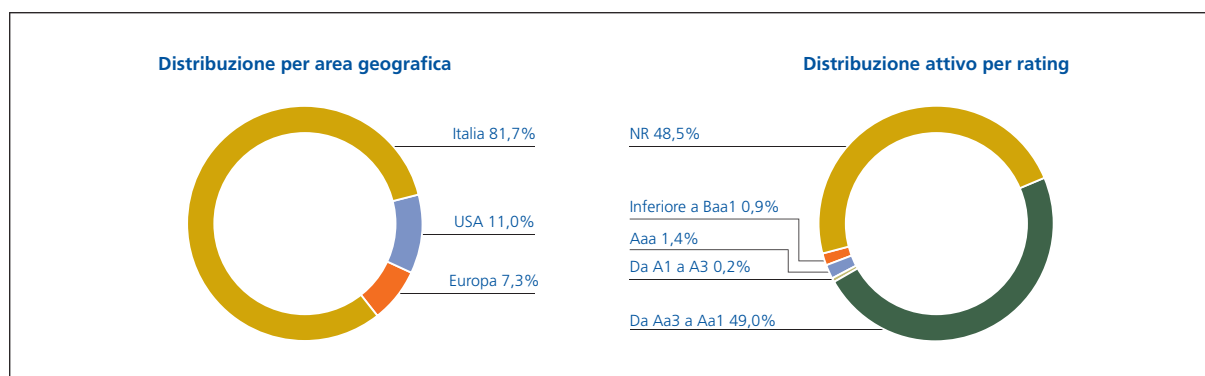 Distribuzione per area geografica
Italia 81,7%
USA 11,0%
Europa 7,3%
Distribuzione attivo per rating
NR 48,5%
Inferiore a Baa1 0,9%
Aaa 1,4%
Da A1 a A3 0,2%
Da Aa3 a Aa1 49,0%